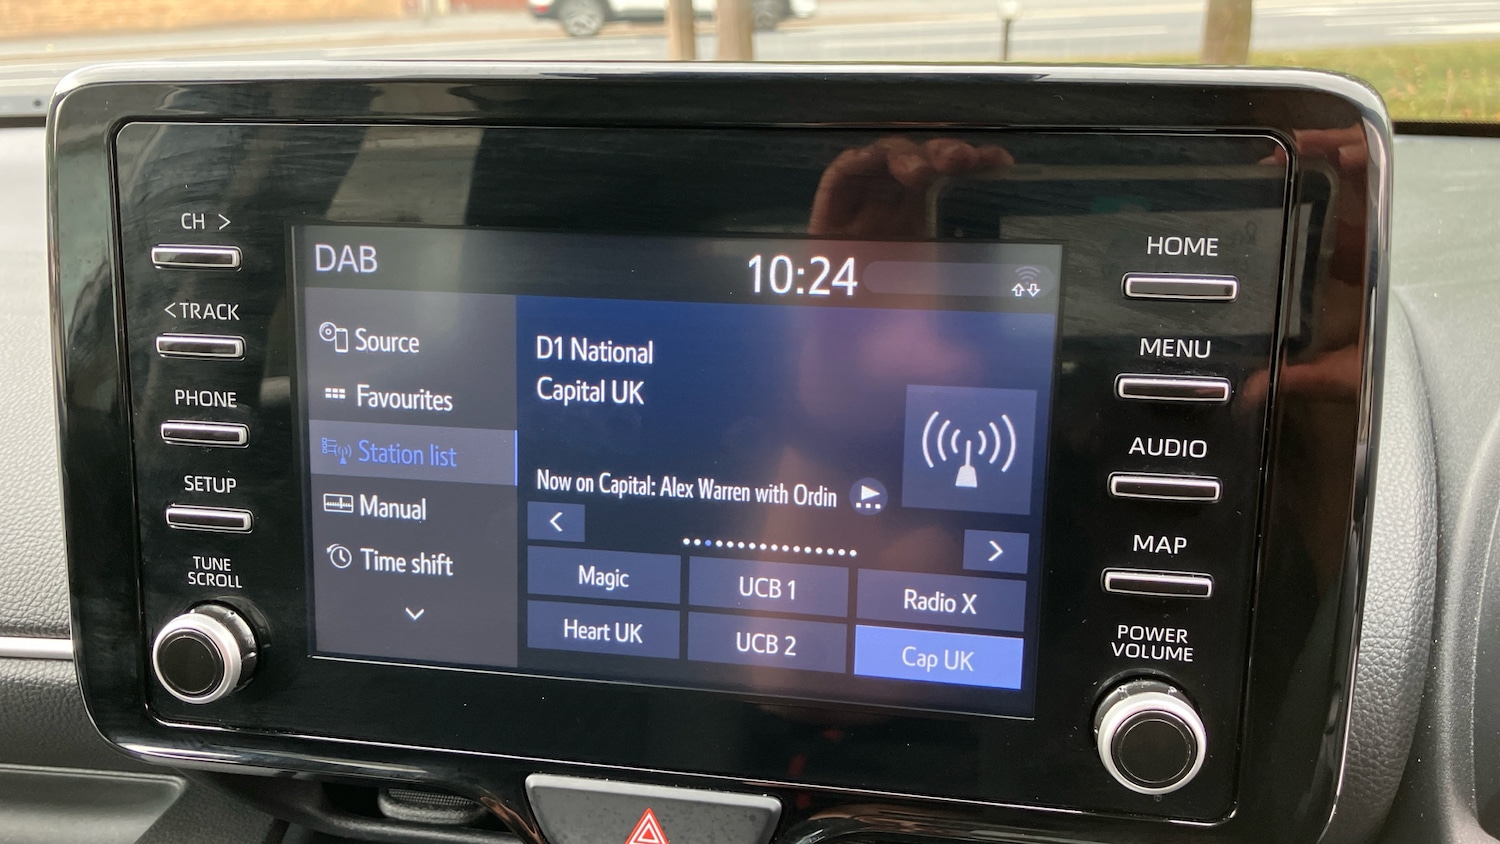 CH >
< TRACK
PHONE
SETUP
TUNE
SCROLL
DAB
10:24
Source
Favourites
Station list
Manual
Time shift
D1 National
Capital UK
Now on Capital: Alex Warren with Ordin
<
>
Magic
UCB 1
Radio X
Heart UK
UCB 2
Cap UK
HOME
MENU
AUDIO
MAP
POWER
VOLUME